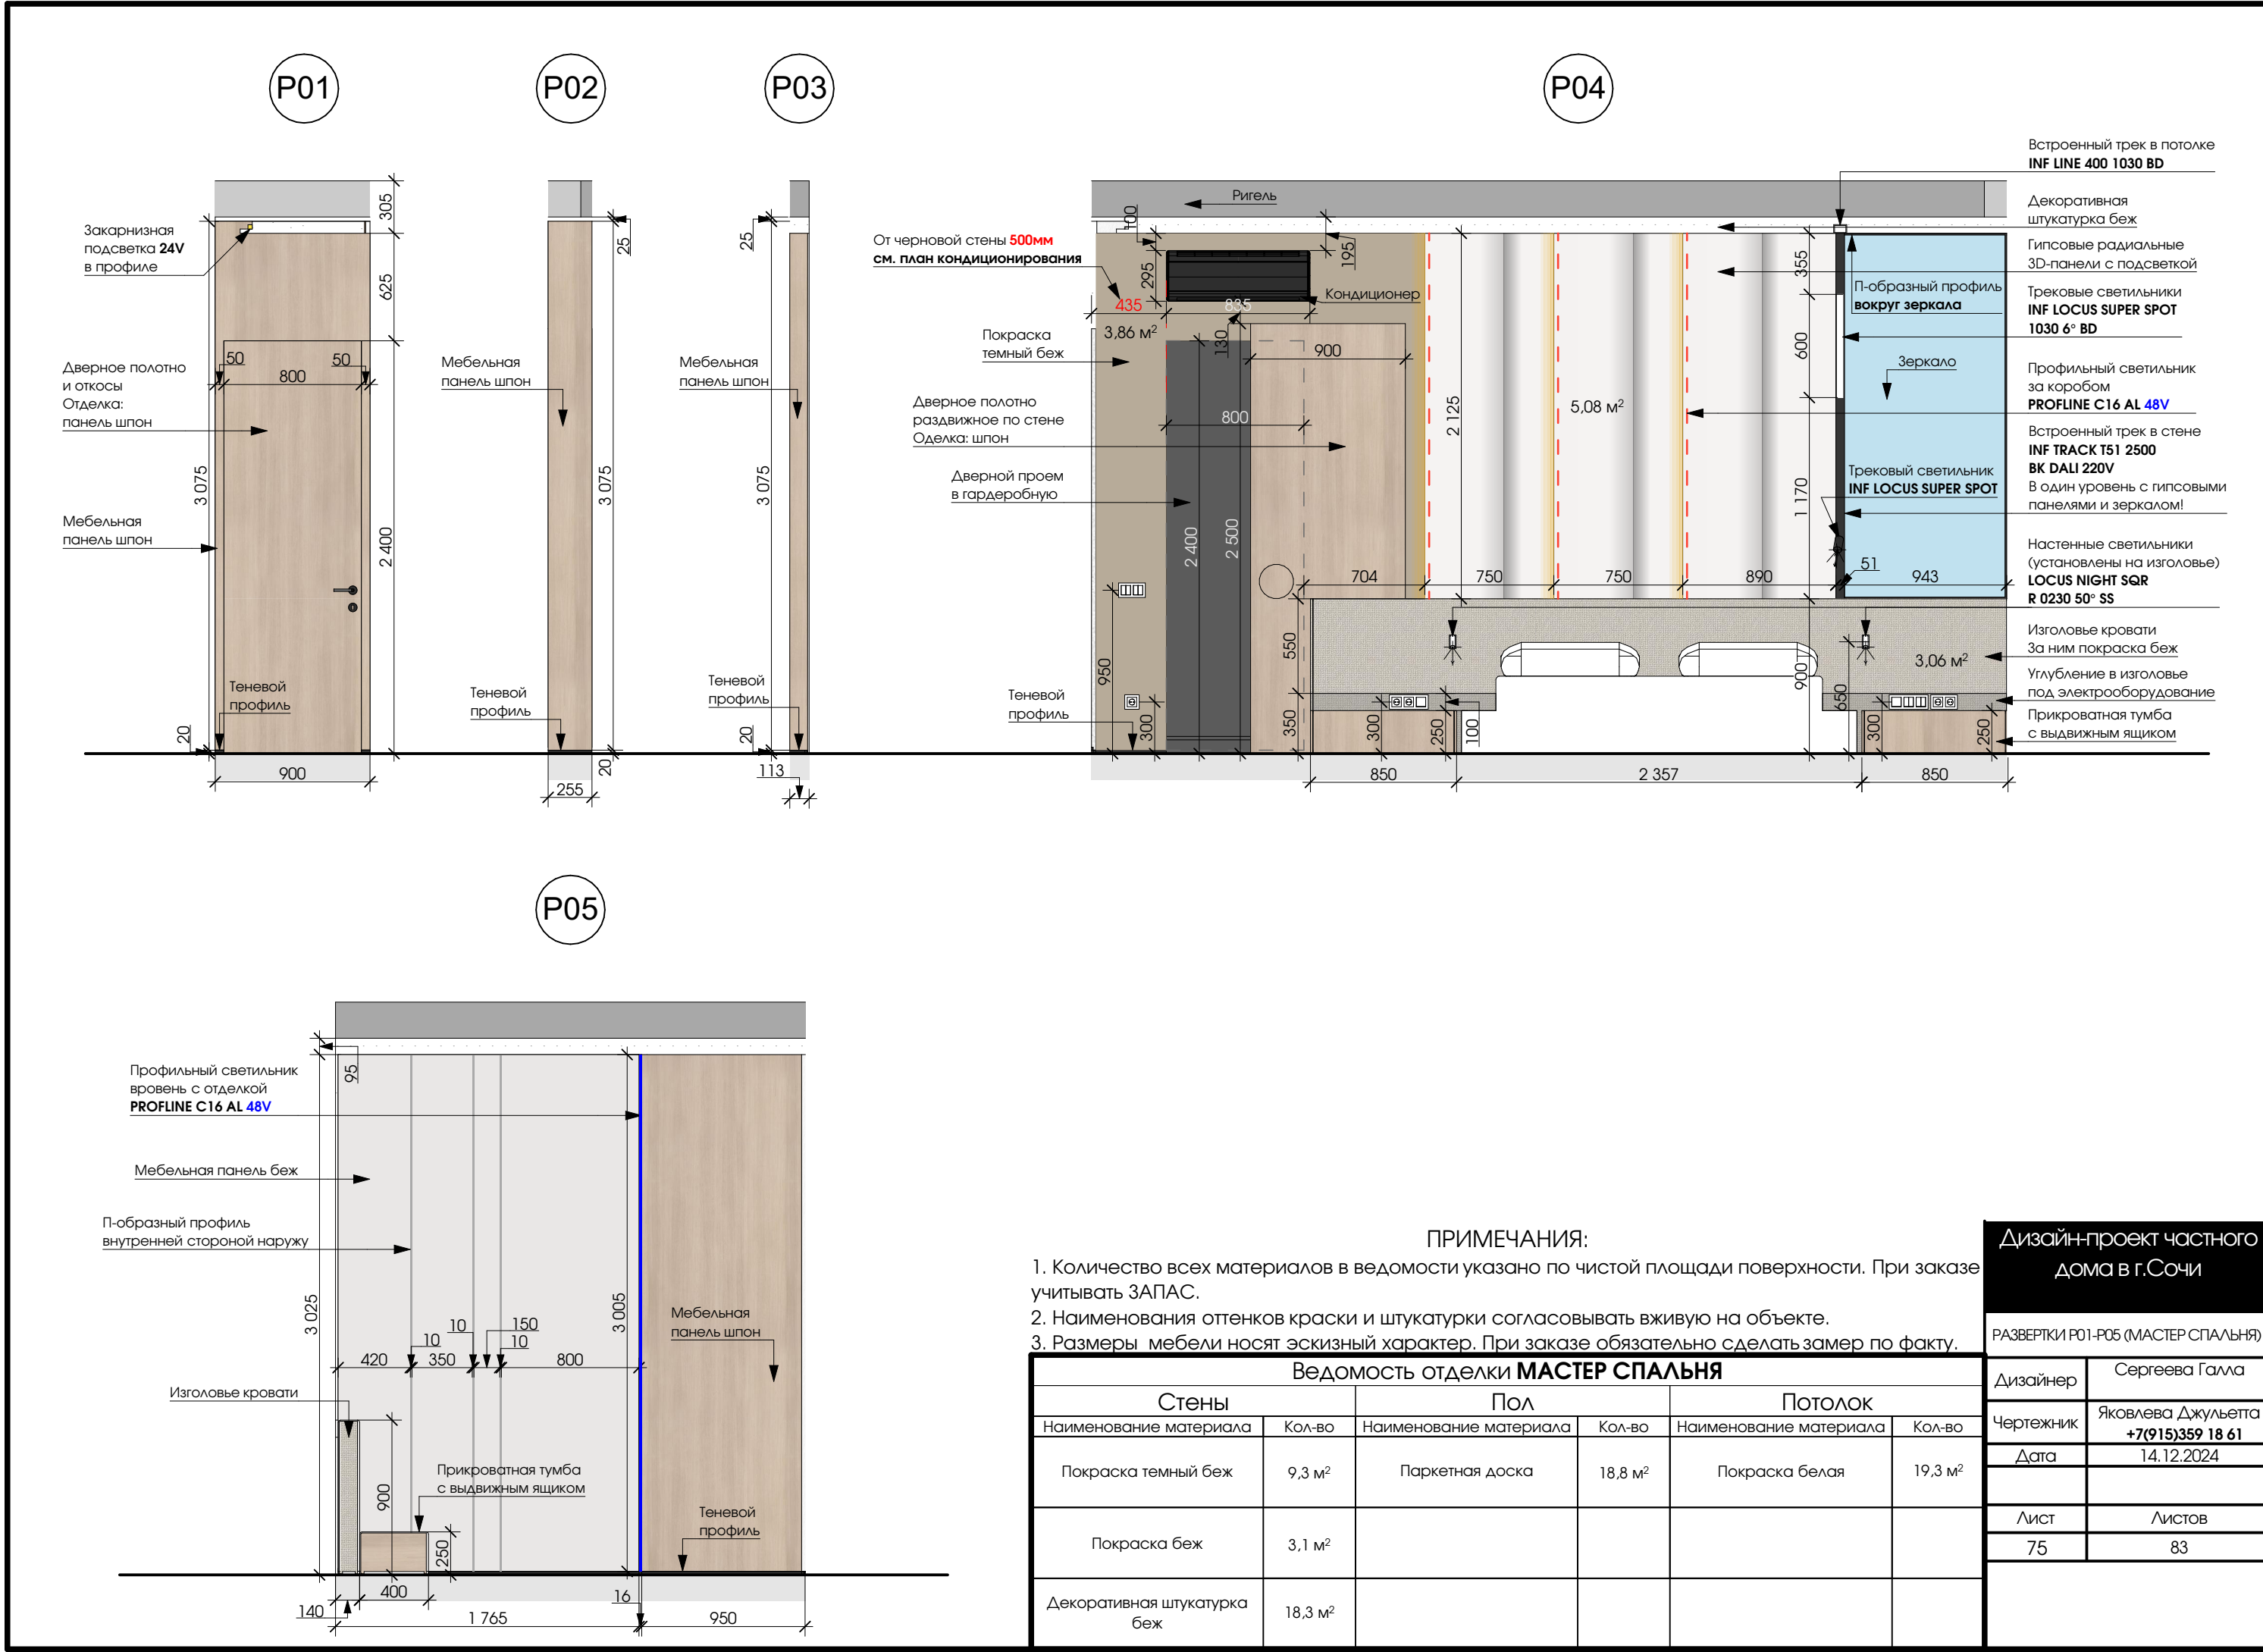 P01
P02
P03
P04
305
Закарнизная
подсветка 24V
в профиле
625
50
50
800
Дверное полотно
и откосы
Отделка:
панель шпон
3 075
2 400
Мебельная
панель шпон
Теневой
профиль
20
900
25
Мебельная
панель шпон
3 075
Теневой
профиль
20
255
25
Мебельная
панель шпон
3 075
Теневой
профиль
20
113
Ригель
100
195
От черновой стены 500мм
см. план кондиционирования
295
435
835
Кондиционер
3,86 м²
Покраска
темный беж
130
900
Дверное полотно
раздвижное по стене
Оделка: шпон
800
Дверной проем
в гардеробную
2 400
2 500
2 125
5,08 м²
355
600
1 170
П-образный профиль
вокруг зеркала
Зеркало
Трековый светильник
INF LOCUS SUPER SPOT
704
750
750
890
51
943
950
550
350
300
Теневой
профиль
300
250
100
900
650
3,06 м²
300
250
850
2 357
850
Встроенный трек в потолке
INF LINE 400 1030 BD
Декоративная
штукатурка беж
Гипсовые радиальные
3D-панели с подсветкой
Трековые светильники
INF LOCUS SUPER SPOT
1030 6° BD
Профильный светильник
за коробом
PROFLINE C16 AL 48V
Встроенный трек в стене
INF TRACK T51 2500
BK DALI 220V
В один уровень с гипсовыми
панелями и зеркалом!
Настенные светильники
(установлены на изголовье)
LOCUS NIGHT SQR
R 0230 50° SS
Изголовье кровати
За ним покраска беж
Углубление в изголовье
под электрооборудование
Прикроватная тумба
с выдвижным ящиком
P05
95
Профильный светильник
вровень с отделкой
PROFLINE C16 AL 48V
Мебельная панель беж
П-образный профиль
внутренней стороной наружу
3 025
3 005
Мебельная
панель шпон
10
10
150
10
420
350
800
Изголовье кровати
900
Прикроватная тумба
с выдвижным ящиком
250
Теневой
профиль
140
400
16
1 765
950
ПРИМЕЧАНИЯ:
1. Количество всех материалов в ведомости указано по чистой площади поверхности. При заказе
учитывать ЗАПАС.
2. Наименования оттенков краски и штукатурки согласовывать вживую на объекте.
3. Размеры мебели носят эскизный характер. При заказе обязательно сделать замер по факту.
Ведомость отделки МАСТЕР СПАЛЬНЯ
Стены Пол Потолок
Наименование материала Кол-во Наименование материала Кол-во Наименование материала Кол-во
Покраска темный беж 9,3 м² Паркетная доска 18,8 м² Покраска белая 19,3 м²
Покраска беж 3,1 м²
Декоративная штукатурка
беж 18,3 м²
Дизайн-проект частного
дома в г.Сочи
РАЗВЕРТКИ P01-P05 (МАСТЕР СПАЛЬНЯ)
Дизайнер Сергеева Галла
Чертежник Яковлева Джульетта
+7(915)359 18 61
Дата 14.12.2024
Лист Листов
75 83